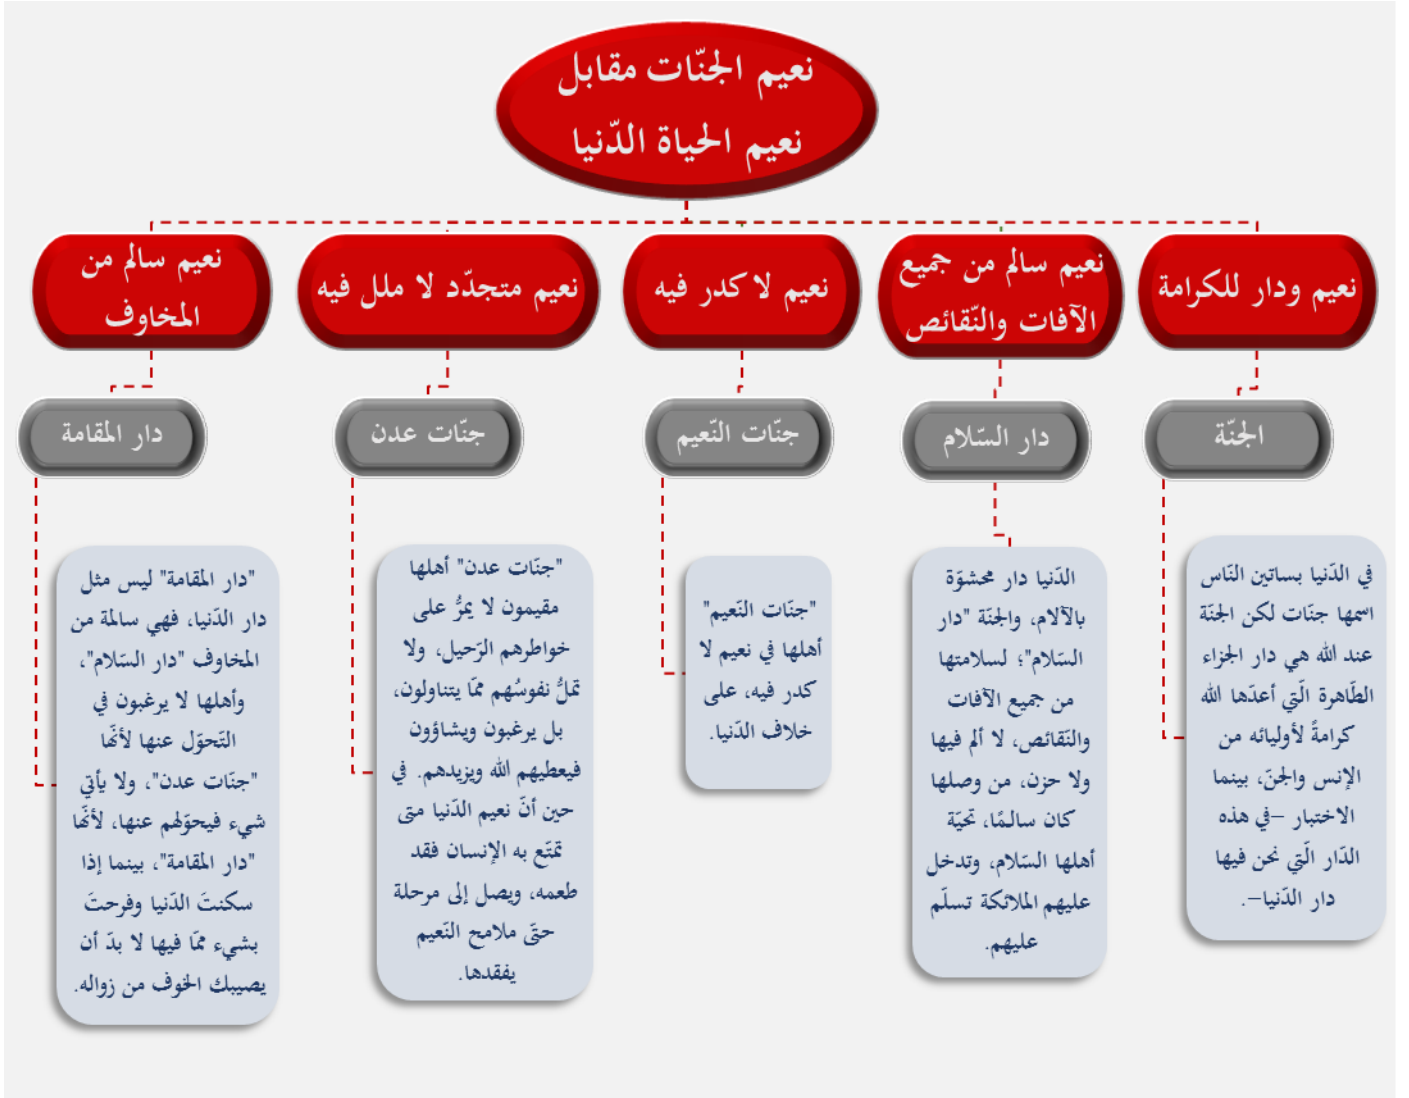 نعيم الجنّات مقابل
نعيم الحياة الدّنيا
نعيم ودار للكرامة
الجنّة
في الدّنيا بساتين النّاس
اسمها جنّات لكن الجنّة
عند الله هي دار الجزاء
الطّاهرة الّتي أعدّها الله
كرامةً لأوليائه من
الإنس والجنّ، بينما
الاختبار –في هذه
الدّار الّتي نحن فيها
دار الدّنيا–.
نعيم سالم من جميع
الآفات والنّقائص
دار السّلام
الدّنيا دار محشوّة
بالآلام، والجنّة "دار
السّلام"؛ لسلامتها
من جميع الآفات
والنّقائص، لا ألم فيها
ولا حزن، من وصلها
كان سالـمًا، تحيّة
أهلها السّلام، وتدخل
عليهم الملائكة تسلّم
عليهم.
نعيم لا كدر فيه
جنّات النّعيم
"جنّات النّعيم"
أهلها في نعيم لا
كدر فيه، على
خلاف الدّنيا.
نعيم متجدّد لا ملل فيه
جنّات عدن
"جنّات عدن" أهلها
مقيمون لا يمرُّ على
خواطرهم الرّحيل، ولا
تملُّ نفوسُهم ممّا يتناولون،
بل يرغبون ويشاؤون
فيعطيهم الله ويزيدهم. في
حين أنّ نعيم الدّنيا متى
تمتّع به الإنسان فقد
طعمه، ويصل إلى مرحلة
حتّى ملامح النّعيم
يفقدها.
نعيم سالم من
المخاوف
دار المقامة
"دار المقامة" ليس مثل
دار الدّنيا، فهي سالمة من
المخاوف "دار السّلام"،
وأهلها لا يرغبون في
التّحوّل عنها لأنّها
"جنّات عدن"، ولا يأتي
شيء فيحوّلهم عنها، لأنّها
"دار المقامة"، بينما إذا
سكنتَ الدّنيا وفرحتَ
بشيء ممّا فيها لا بدّ أن
يصيبك الخوف من زواله.